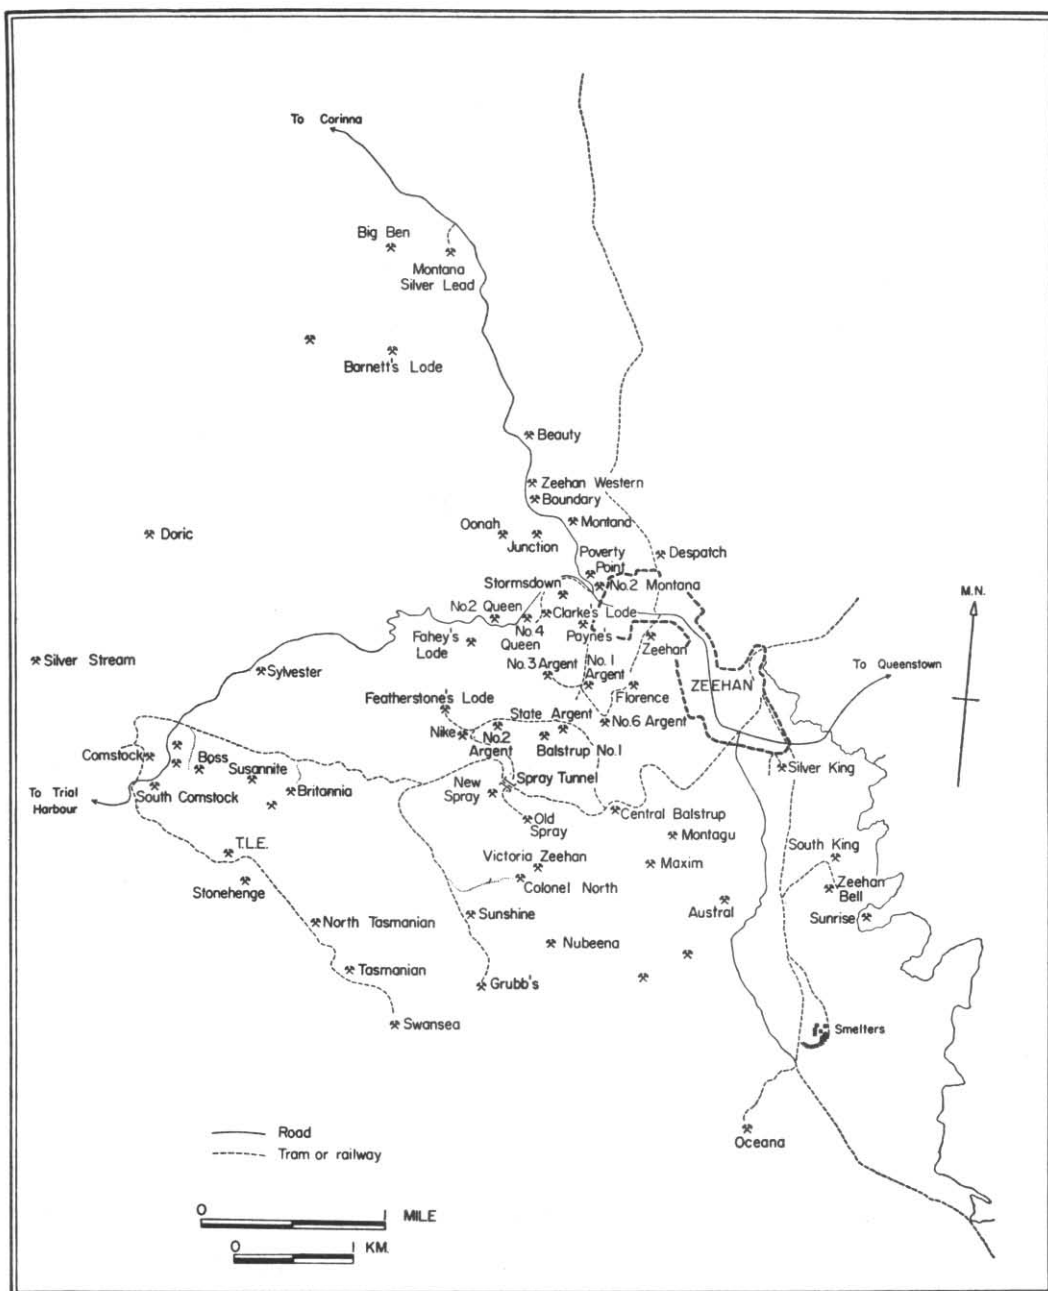 To Corinna
Big Ben
Montana
Silver Lead
Barnett's Lode
Beauty
Zeehan Western
Boundary
Montana
Oonah
Junction
Doric
Despatch
Poverty
Point
No.2 Montana
Stormsdown
M.N.
No.2 Queen
Clarke's Lode
No.4
Queen
Payne's
Fahey's
Lode
Zeehan
Silver Stream
Sylvester
No.3 Argent
No.1
Argent
To Queenstown
ZEEHAN
Florence
Featherstone's Lode
State Argent
No.6 Argent
Nike
No.2
Argent
Balstrup No.1
Comstock
Boss
Susannite
Silver King
South Comstock
Britannia
New
Spray
Spray Tunnel
To Trial
Harbour
Old
Spray
Central Balstrup
Montagu
South King
T.L.E.
Victoria Zeehan
Maxim
Stonehenge
Colonel North
Zeehan
Bell
Austral
Sunrise
North Tasmanian
Sunshine
Nubeena
Tasmanian
Grubb's
Swansea
Smelters
Oceana
Road
Tram or railway
0 1 MILE
0 1 KM.